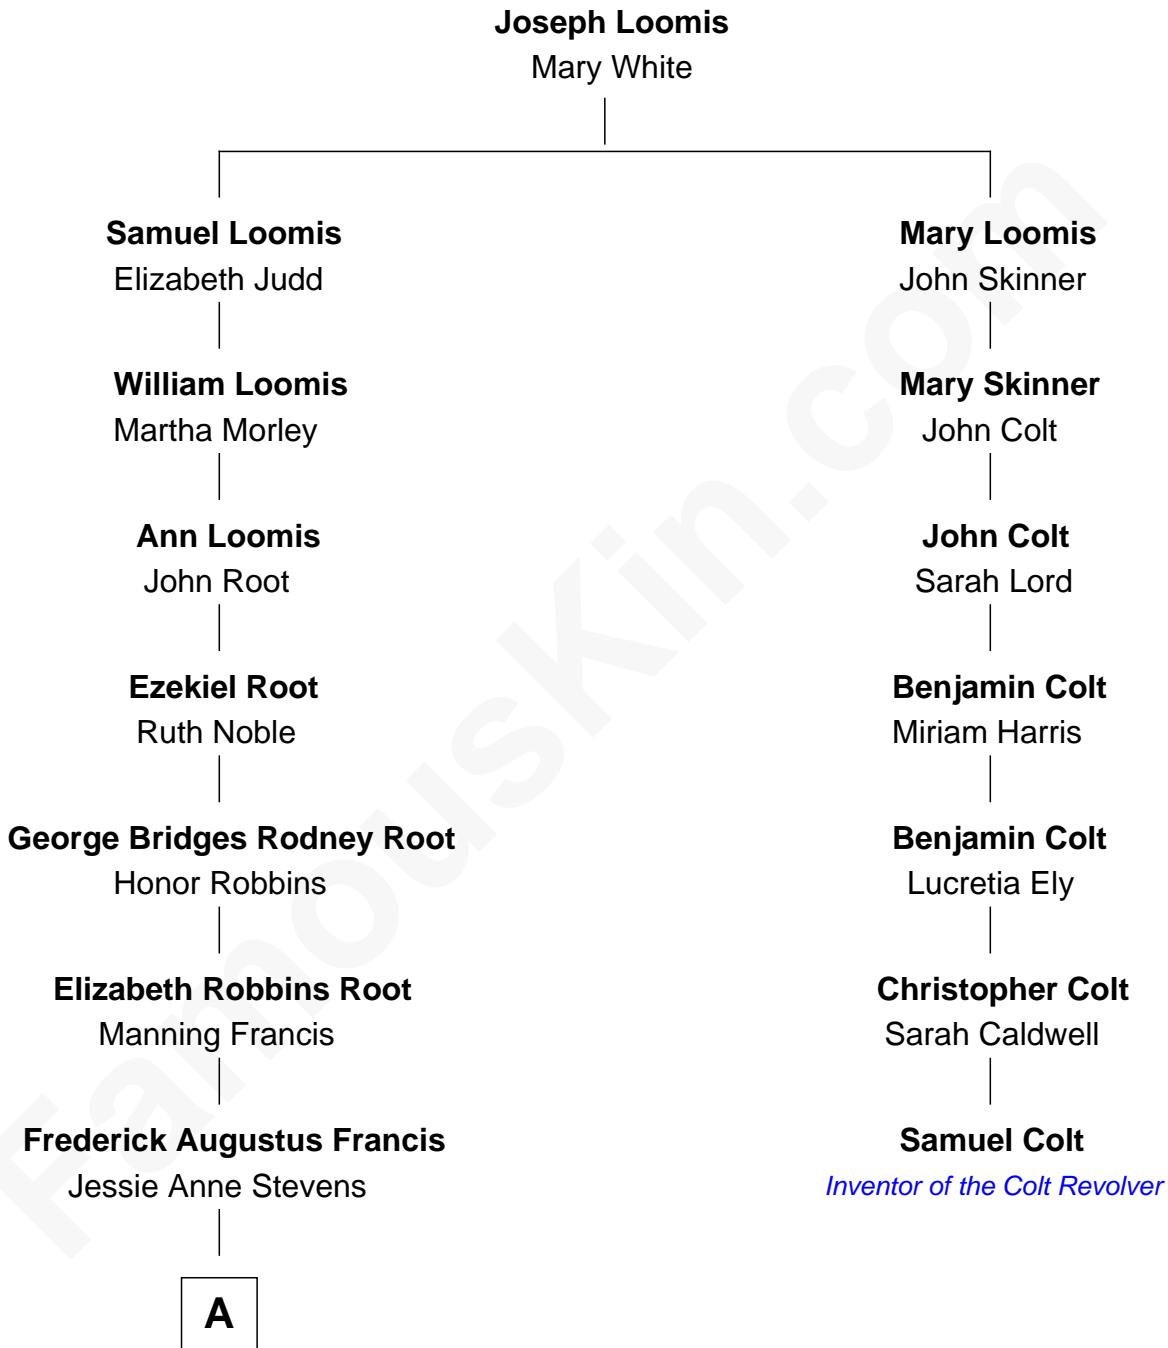 Joseph Loomis
Mary White
Samuel Loomis
Elizabeth Judd
William Loomis
Martha Morley
Ann Loomis
John Root
Ezekiel Root
Ruth Noble
George Bridges Rodney Root
Honor Robbins
Elizabeth Robbins Root
Manning Francis
Frederick Augustus Francis
Jessie Anne Stevens
A
Mary Loomis
John Skinner
Mary Skinner
John Colt
John Colt
Sarah Lord
Benjamin Colt
Miriam Harris
Benjamin Colt
Lucretia Ely
Christopher Colt
Sarah Caldwell
Samuel Colt
Inventor of the Colt Revolver
FamousKin.com